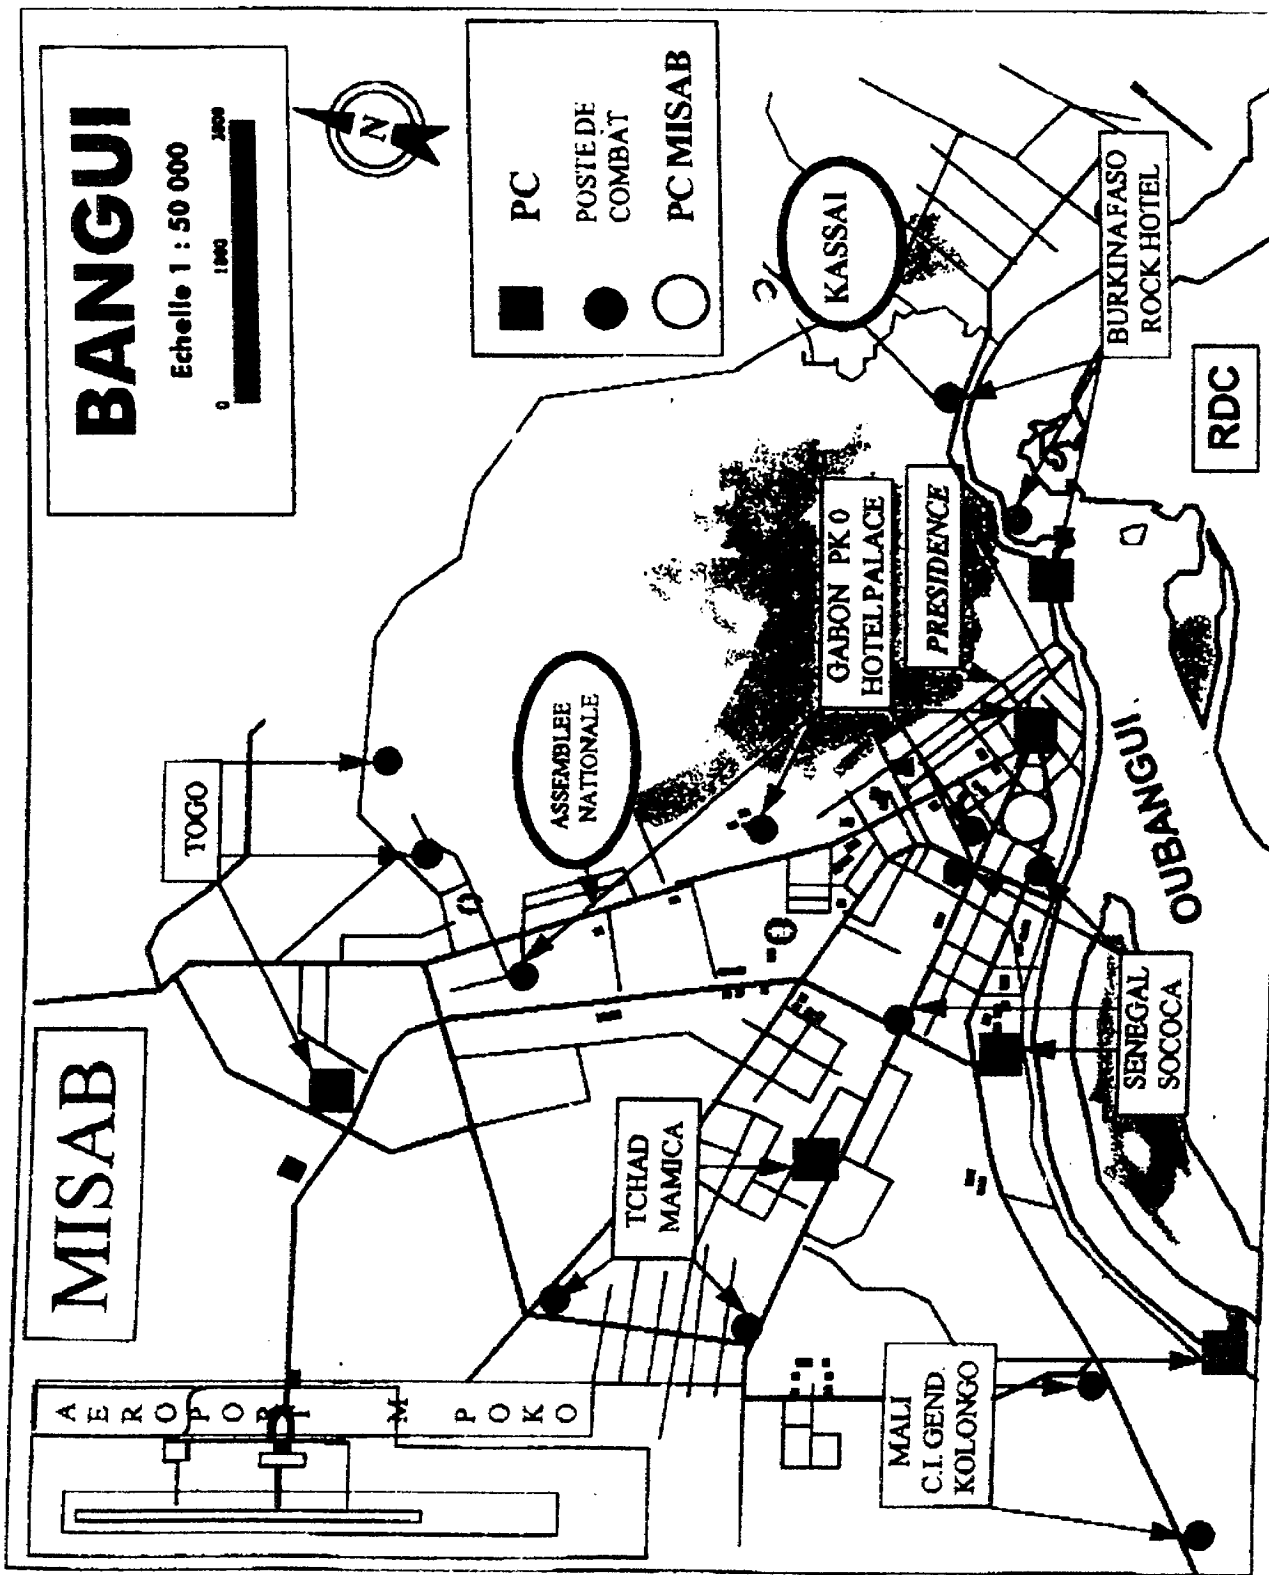 MISAB
BANGUI
Echelle 1 : 50 000
0 1800 3600
N
PC
POSTE DE
COMBAT
PC MISAB
AEROPORT M POKO
TOGO
ASSEMBLEE
NATIONALE
KASSAI
TCHAD
MAMICA
GABON PK 0
HOTEL PALACE
PRESIDENCE
BURKINA FASO
ROCK HOTEL
MALI
C.I. GEND.
KOLONGO
SENEGAL
SOCOCA
OUBANGUI
RDC